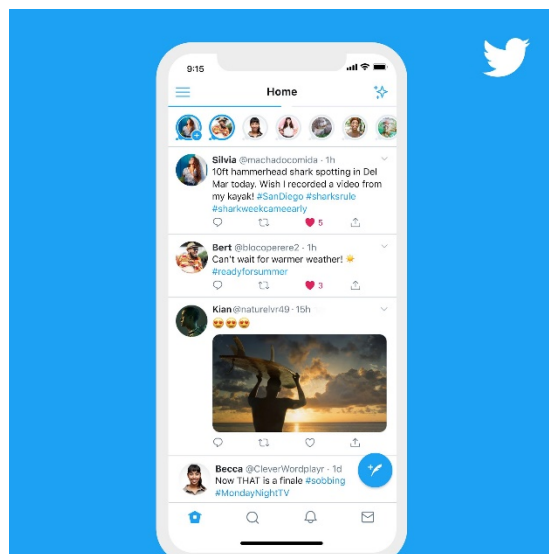 9:15
Home
Silvia @machadocomida · 1h
10ft hammerhead shark spotting in Del
Mar today. Wish I recorded a video from
my kayak! #SanDiego #sharksrule
#sharkweekcameearly
5
Bert @blocoperere2 · 1h
Can't wait for warmer weather!
#readyforsummer
3
Kian @naturelvr49 · 15h
Becca @CleverWordplayr · 1d
Now THAT is a finale #sobbing
#MondayNightTV